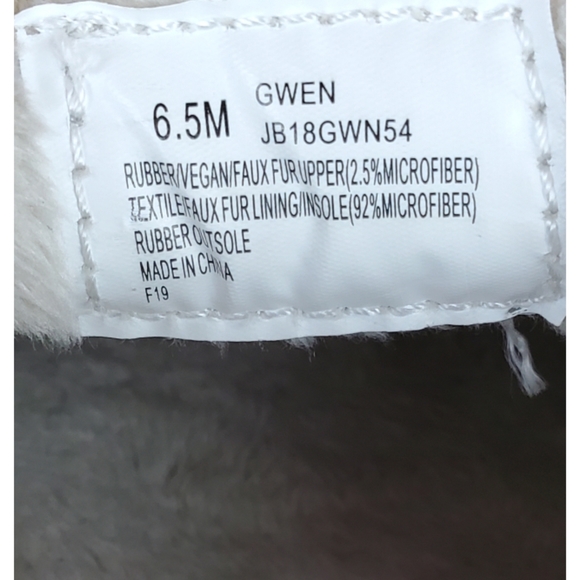 6.5M GWEN
JB18GWN54
RUBBER/VEGAN/FAUX FUR UPPER(2.5%MICROFIBER)
TEXTILE/FAUX FUR LINING/INSOLE(92%MICROFIBER)
RUBBER OUTSOLE
MADE IN CHINA
F19